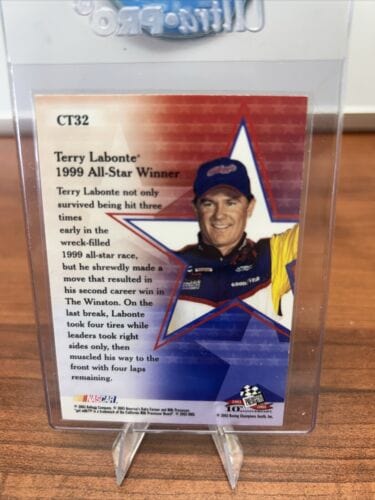 Ultra·PRO
CT32
Terry Labonte
1999 All-Star Winner
Terry Labonte not only
survived being hit three
times
early in the
wreck-filled
1999 all-star race,
but he shrewdly made a
move that resulted in
his second career win in
The Winston. On the
last break, Labonte
took four tires while
leaders took right
sides only, then
muscled his way to the
front with four laps
remaining.
GOODYEAR
NASCAR
10